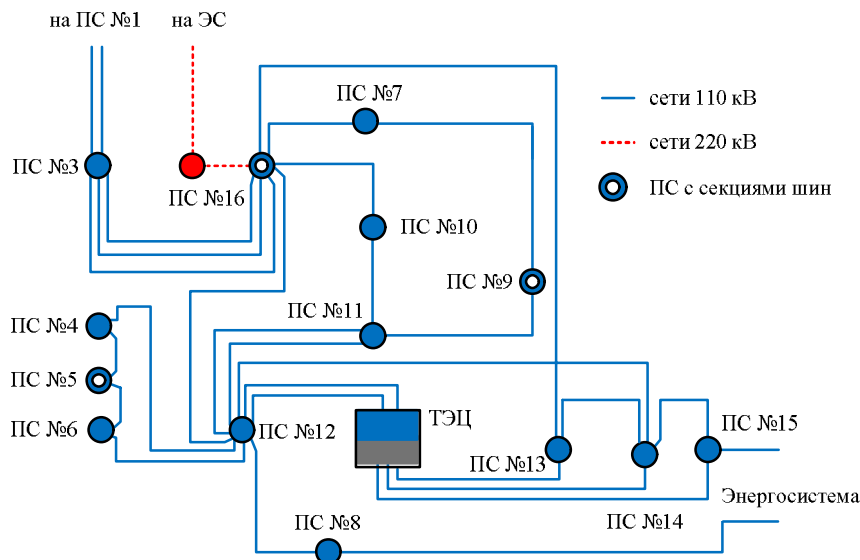 на ПС №1
на ЭС
ПС №7
сети 110 кВ
сети 220 кВ
ПС №3
ПС №16
ПС с секциями шин
ПС №10
ПС №9
ПС №11
ПС №4
ПС №5
ПС №6
ПС №12
ТЭЦ
ПС №15
ПС №13
Энергосистема
ПС №14
ПС №8